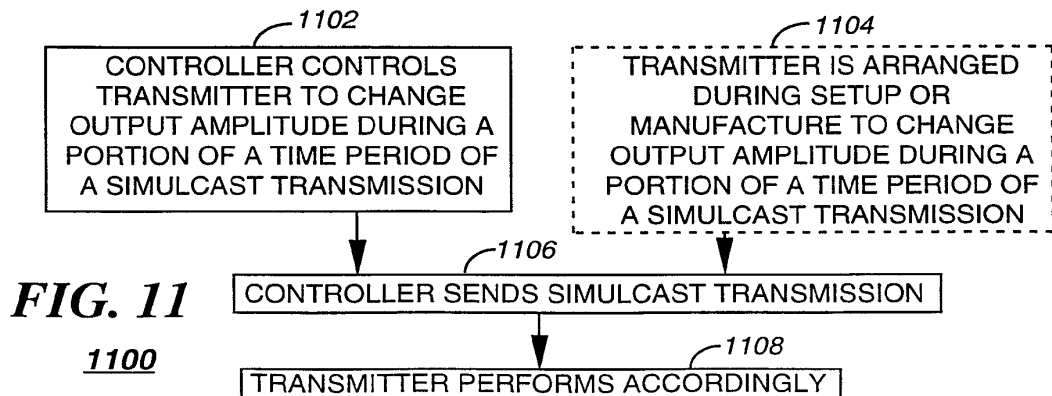 1102
CONTROLLER CONTROLS
TRANSMITTER TO CHANGE
OUTPUT AMPLITUDE DURING A
PORTION OF A TIME PERIOD OF
A SIMULCAST TRANSMISSION
1104
TRANSMITTER IS ARRANGED
DURING SETUP OR
MANUFACTURE TO CHANGE
OUTPUT AMPLITUDE DURING A
PORTION OF A TIME PERIOD OF
A SIMULCAST TRANSMISSION
1106
CONTROLLER SENDS SIMULCAST TRANSMISSION
FIG. 11
1100
1108
TRANSMITTER PERFORMS ACCORDINGLY